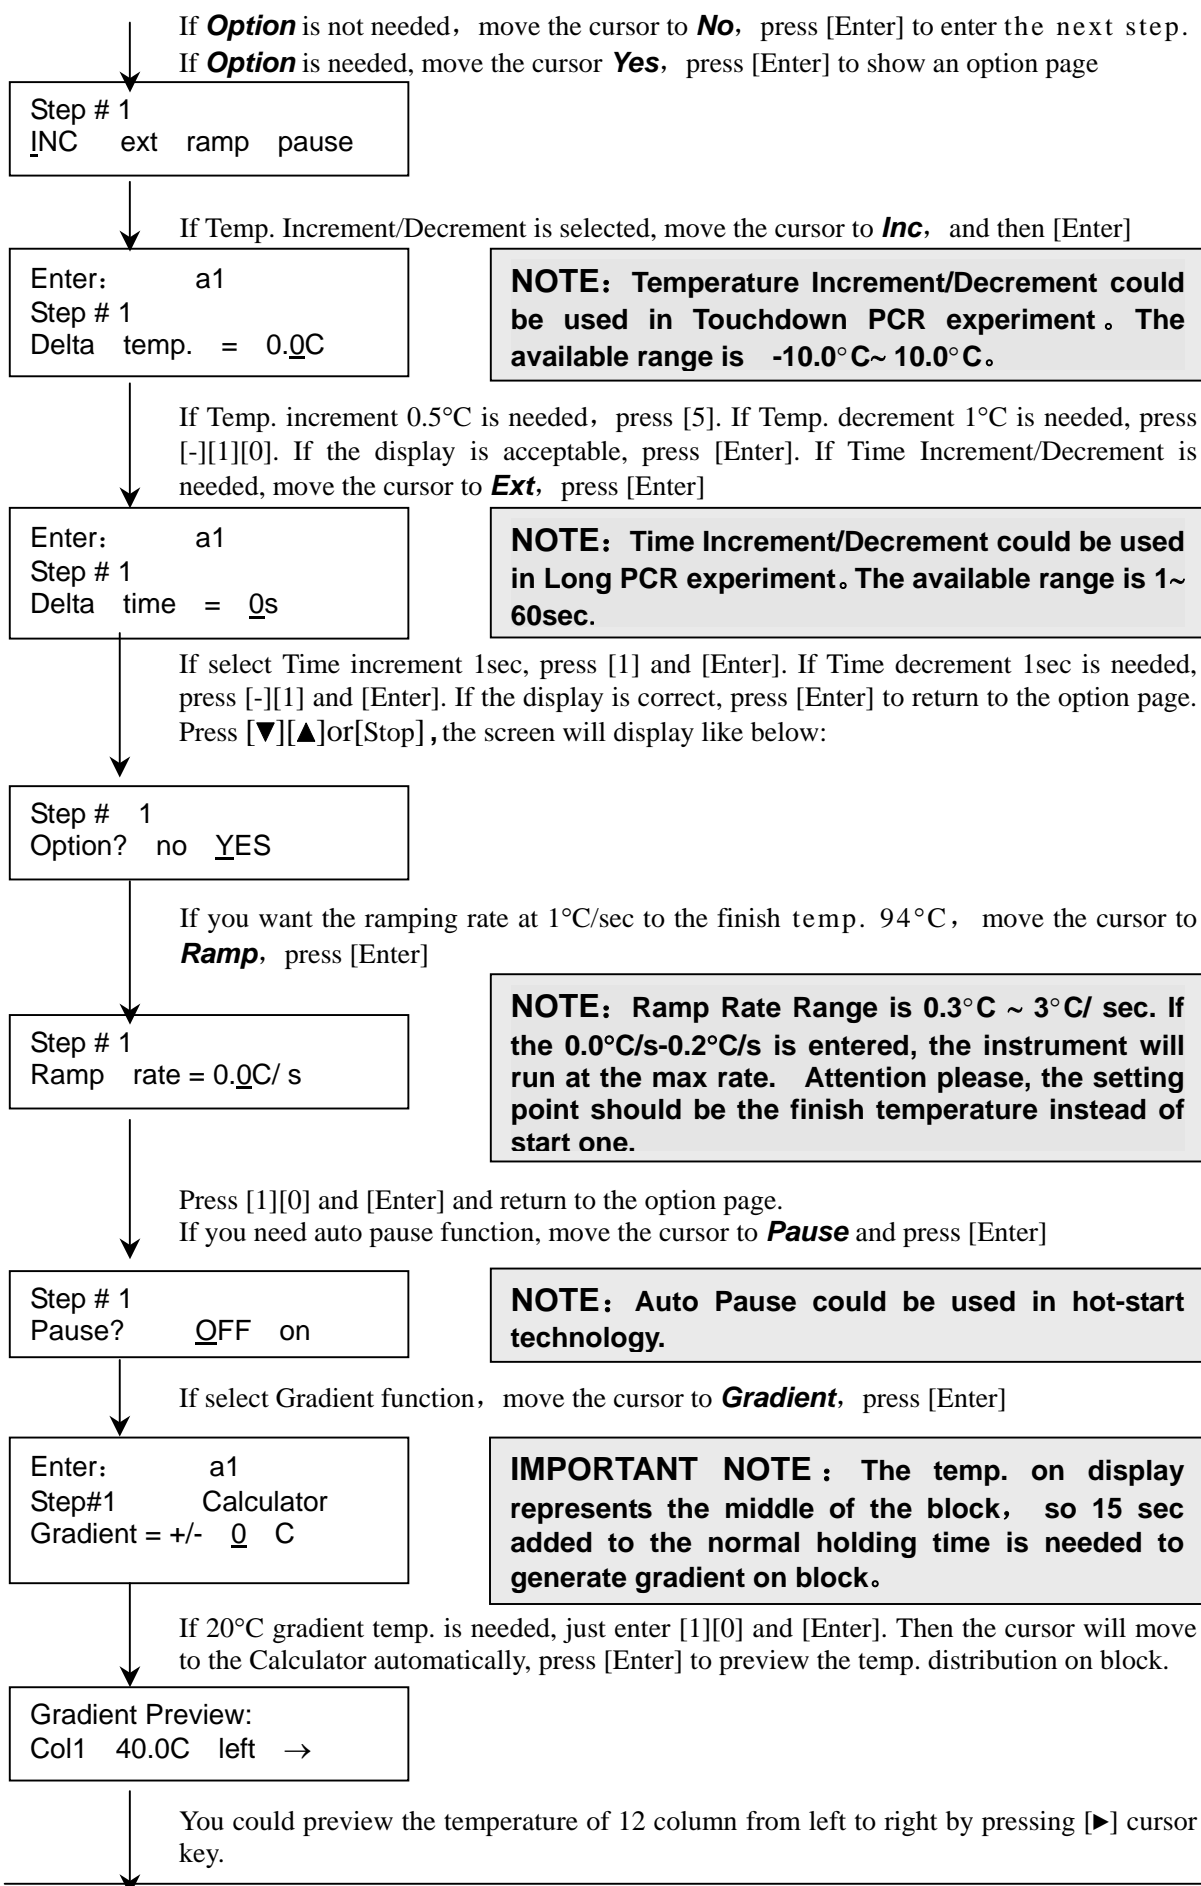 If Option is not needed，move the cursor to No，press [Enter] to enter the next step.
If Option is needed, move the cursor Yes，press [Enter] to show an option page
Step # 1
INC ext ramp pause
If Temp. Increment/Decrement is selected, move the cursor to Inc，and then [Enter]
Enter： a1
Step # 1
Delta temp. = 0.0C
NOTE：Temperature Increment/Decrement could
be used in Touchdown PCR experiment。The
available range is -10.0°C~ 10.0°C。
If Temp. increment 0.5°C is needed，press [5]. If Temp. decrement 1°C is needed, press
[-][1][0]. If the display is acceptable, press [Enter]. If Time Increment/Decrement is
needed, move the cursor to Ext，press [Enter]
Enter： a1
Step # 1
Delta time = 0s
NOTE：Time Increment/Decrement could be used
in Long PCR experiment。The available range is 1~
60sec.
If select Time increment 1sec, press [1] and [Enter]. If Time decrement 1sec is needed,
press [-][1] and [Enter]. If the display is correct, press [Enter] to return to the option page.
Press [▼][▲]or[Stop] , the screen will display like below:
Step # 1
Option? no YES
If you want the ramping rate at 1°C/sec to the finish temp. 94°C，move the cursor to
Ramp，press [Enter]
Step # 1
Ramp rate = 0.0C/ s
NOTE：Ramp Rate Range is 0.3°C ~ 3°C/ sec. If
the 0.0°C/s-0.2°C/s is entered, the instrument will
run at the max rate. Attention please, the setting
point should be the finish temperature instead of
start one.
Press [1][0] and [Enter] and return to the option page.
If you need auto pause function, move the cursor to Pause and press [Enter]
Step # 1
Pause? OFF on
NOTE：Auto Pause could be used in hot-start
technology.
If select Gradient function，move the cursor to Gradient，press [Enter]
Enter： a1
Step#1 Calculator
Gradient = +/- 0 C
IMPORTANT NOTE：The temp. on display
represents the middle of the block，so 15 sec
added to the normal holding time is needed to
generate gradient on block。
If 20°C gradient temp. is needed, just enter [1][0] and [Enter]. Then the cursor will move
to the Calculator automatically, press [Enter] to preview the temp. distribution on block.
Gradient Preview:
Col1 40.0C left →
You could preview the temperature of 12 column from left to right by pressing [►] cursor
key.